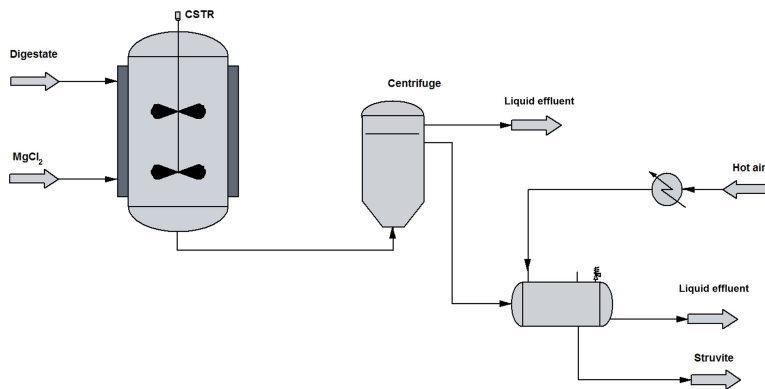 CSTR
Digestate
Centrifuge
Liquid effluent
MgCl₂
Hot air
Liquid effluent
Struvite